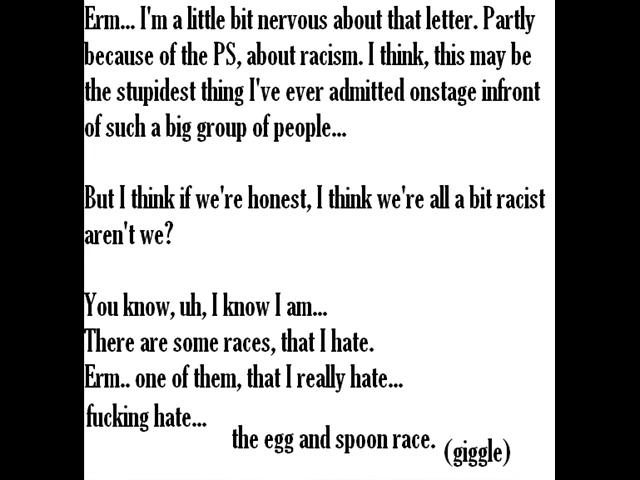 Erm... I'm a little bit nervous about that letter. Partly
because of the PS, about racism. I think, this may be
the stupidest thing I've ever admitted onstage infront
of such a big group of people...
But I think if we're honest, I think we're all a bit racist
aren't we?
You know, uh, I know I am...
There are some races, that I hate.
Erm.. one of them, that I really hate...
fucking hate...
the egg and spoon race.
(giggle)